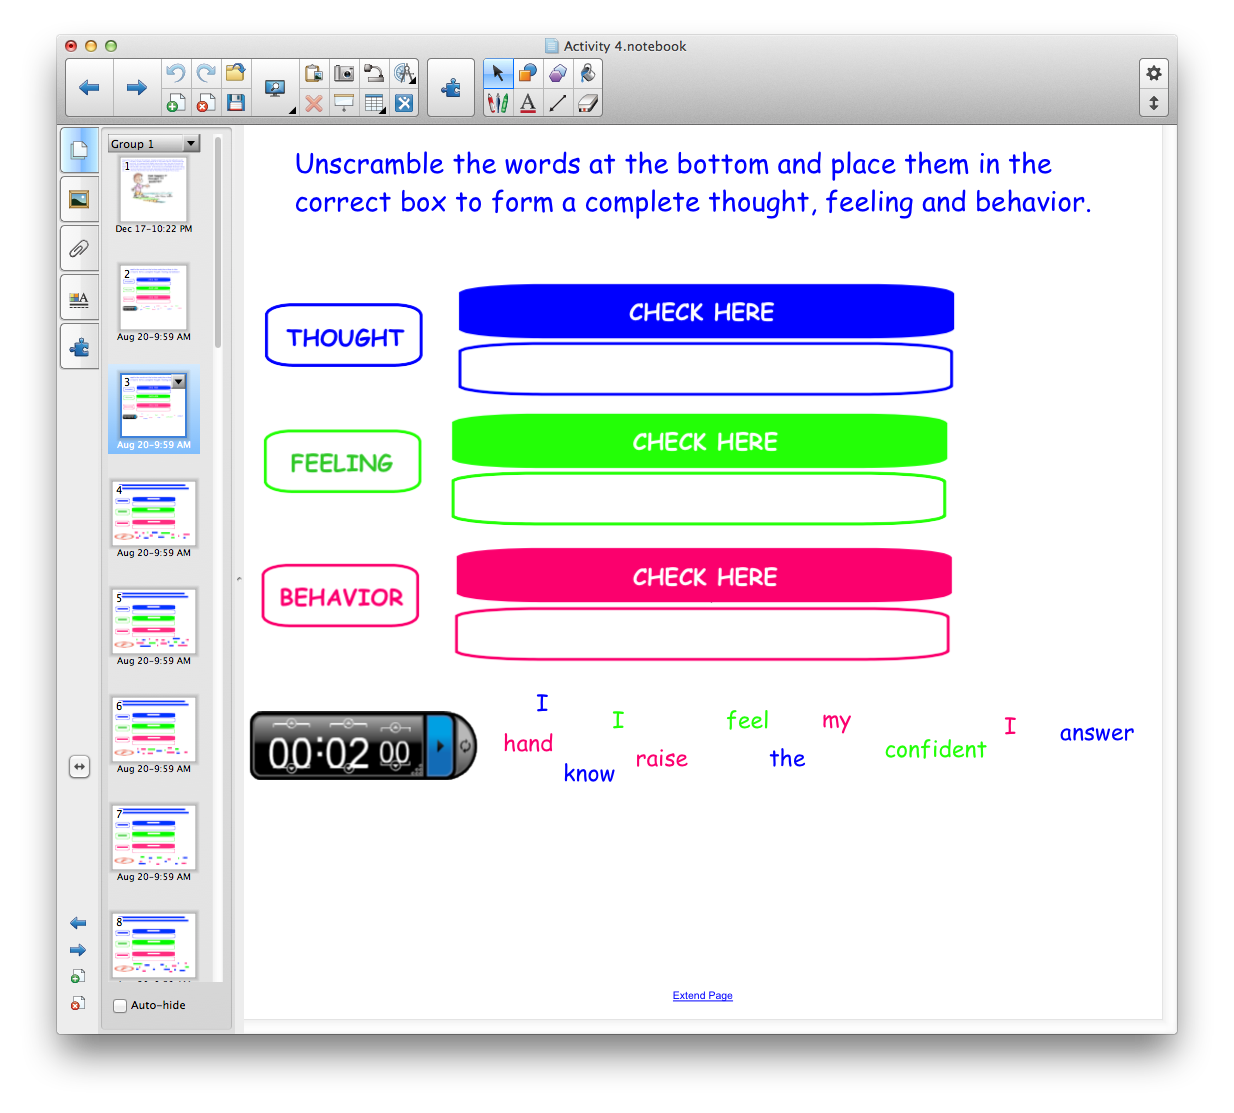 Activity 4.notebook
Group 1
1
Dec 17-10:22 PM
2
Aug 20-9:59 AM
3
Aug 20-9:59 AM
4
Aug 20-9:59 AM
5
Aug 20-9:59 AM
6
Aug 20-9:59 AM
7
Aug 20-9:59 AM
8
Auto-hide
Unscramble the words at the bottom and place them in the
correct box to form a complete thought, feeling and behavior.
THOUGHT
CHECK HERE
FEELING
CHECK HERE
BEHAVIOR
CHECK HERE
00:02 00
I
I feel my I answer
hand raise the confident
know
Extend Page